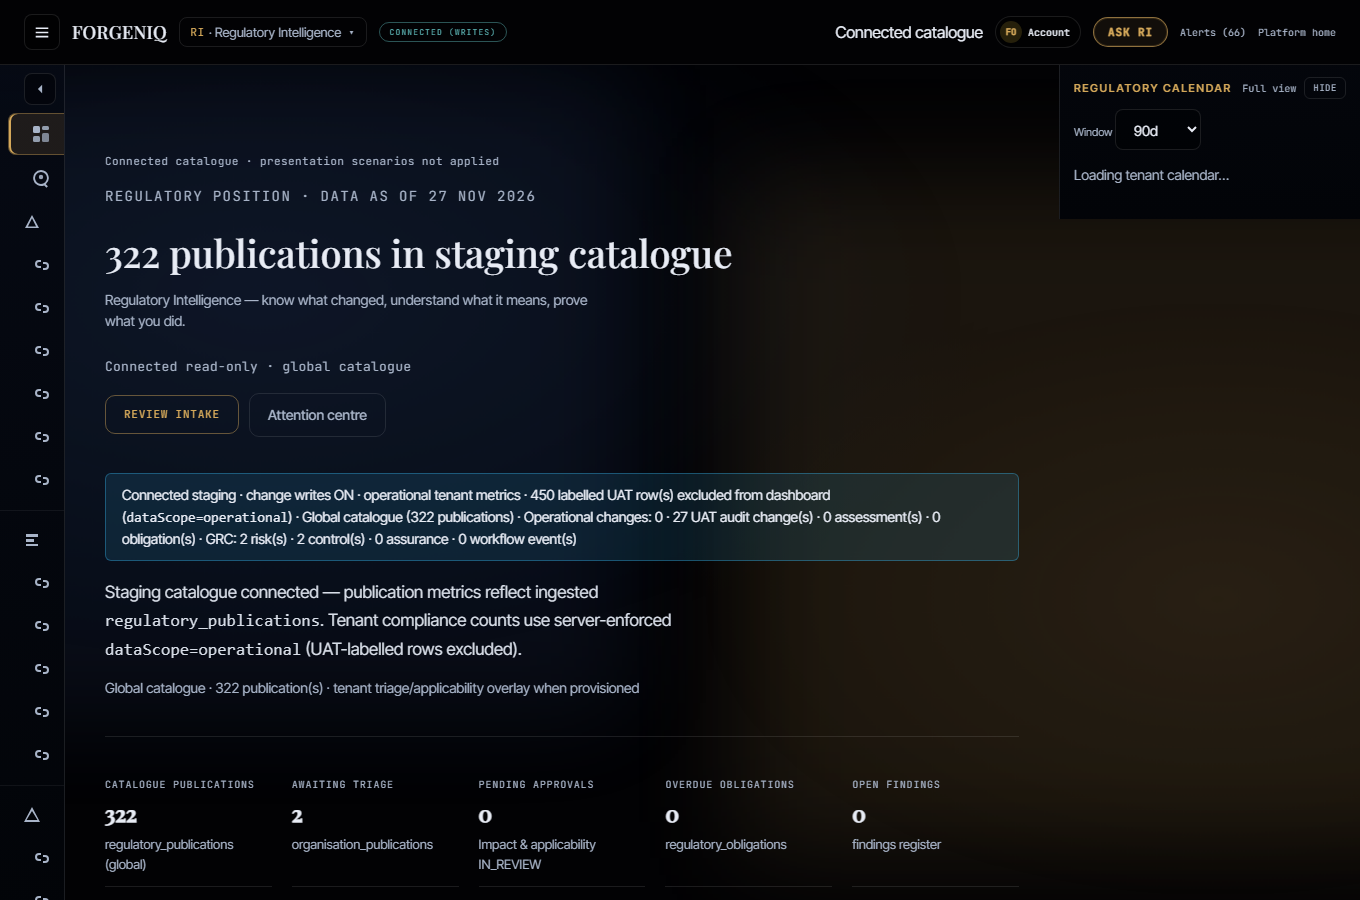 FORGENIQ
RI · Regulatory Intelligence ▾
CONNECTED (WRITES)
Connected catalogue
FO Account
ASK RI
Alerts (66)
Platform home
REGULATORY CALENDAR
Full view
HIDE
Window 90d
Loading tenant calendar...
Connected catalogue · presentation scenarios not applied
REGULATORY POSITION · DATA AS OF 27 NOV 2026
322 publications in staging catalogue
Regulatory Intelligence — know what changed, understand what it means, prove
what you did.
Connected read-only · global catalogue
REVIEW INTAKE
Attention centre
Connected staging · change writes ON · operational tenant metrics · 450 labelled UAT row(s) excluded from dashboard
(dataScope=operational) · Global catalogue (322 publications) · Operational changes: 0 · 27 UAT audit change(s) · 0 assessment(s) · 0
obligation(s) · GRC: 2 risk(s) · 2 control(s) · 0 assurance · 0 workflow event(s)
Staging catalogue connected — publication metrics reflect ingested
regulatory_publications. Tenant compliance counts use server-enforced
dataScope=operational (UAT-labelled rows excluded).
Global catalogue · 322 publication(s) · tenant triage/applicability overlay when provisioned
CATALOGUE PUBLICATIONS
322
regulatory_publications
(global)
AWAITING TRIAGE
2
organisation_publications
PENDING APPROVALS
0
Impact & applicability
IN_REVIEW
OVERDUE OBLIGATIONS
0
regulatory_obligations
OPEN FINDINGS
0
findings register